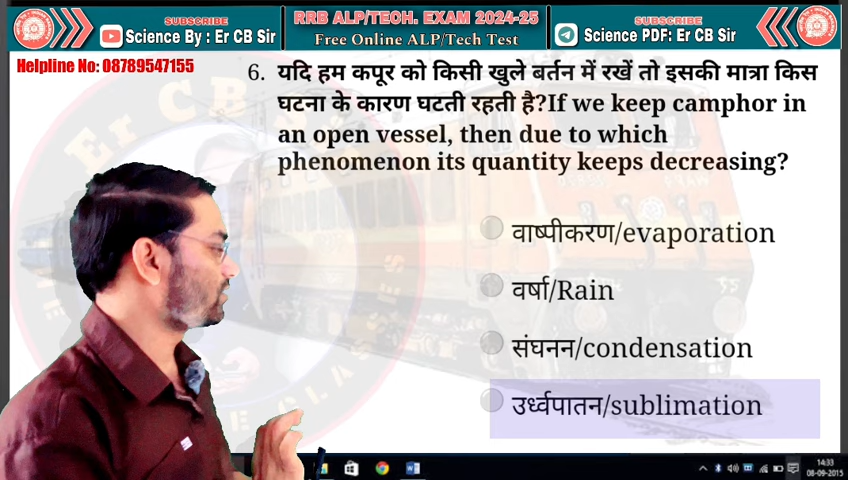 SUBSCRIBE
Science By : Er CB Sir
RRB ALP/TECH. EXAM 2024-25
Free Online ALP/Tech Test
SUBSCRIBE
Science PDF: Er CB Sir
Helpline No: 08789547155
6. यदि हम कपूर को किसी खुले बर्तन में रखें तो इसकी मात्रा किस
घटना के कारण घटती रहती है?If we keep camphor in
an open vessel, then due to which
phenomenon its quantity keeps decreasing?
वाष्पीकरण/evaporation
वर्षा/Rain
संघनन/condensation
उर्ध्वपातन/sublimation
14:33
08-09-2015